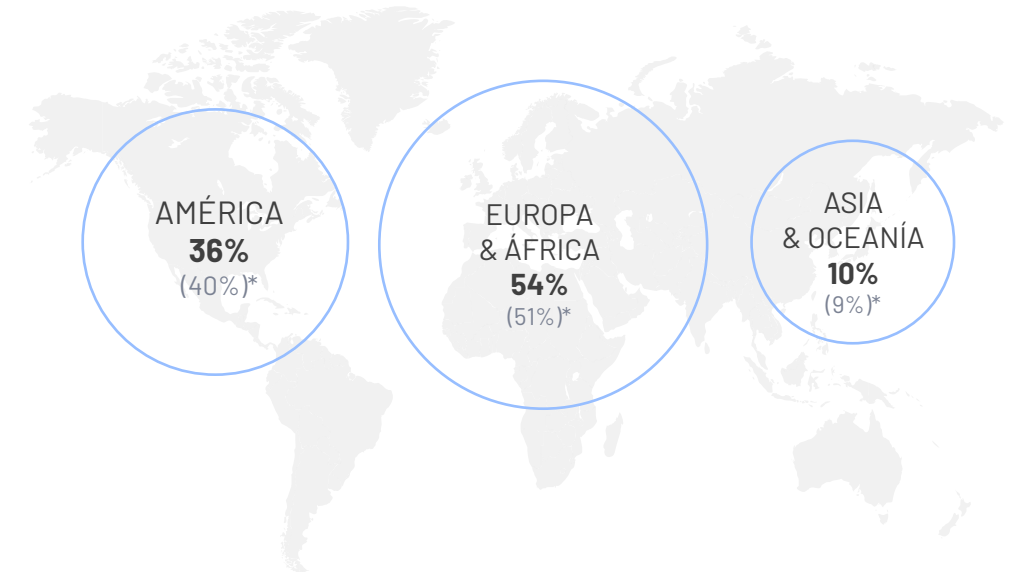 AMÉRICA
36%
(40%)*
EUROPA
& ÁFRICA
54%
(51%)*
ASIA
& OCEANÍA
10%
(9%)*